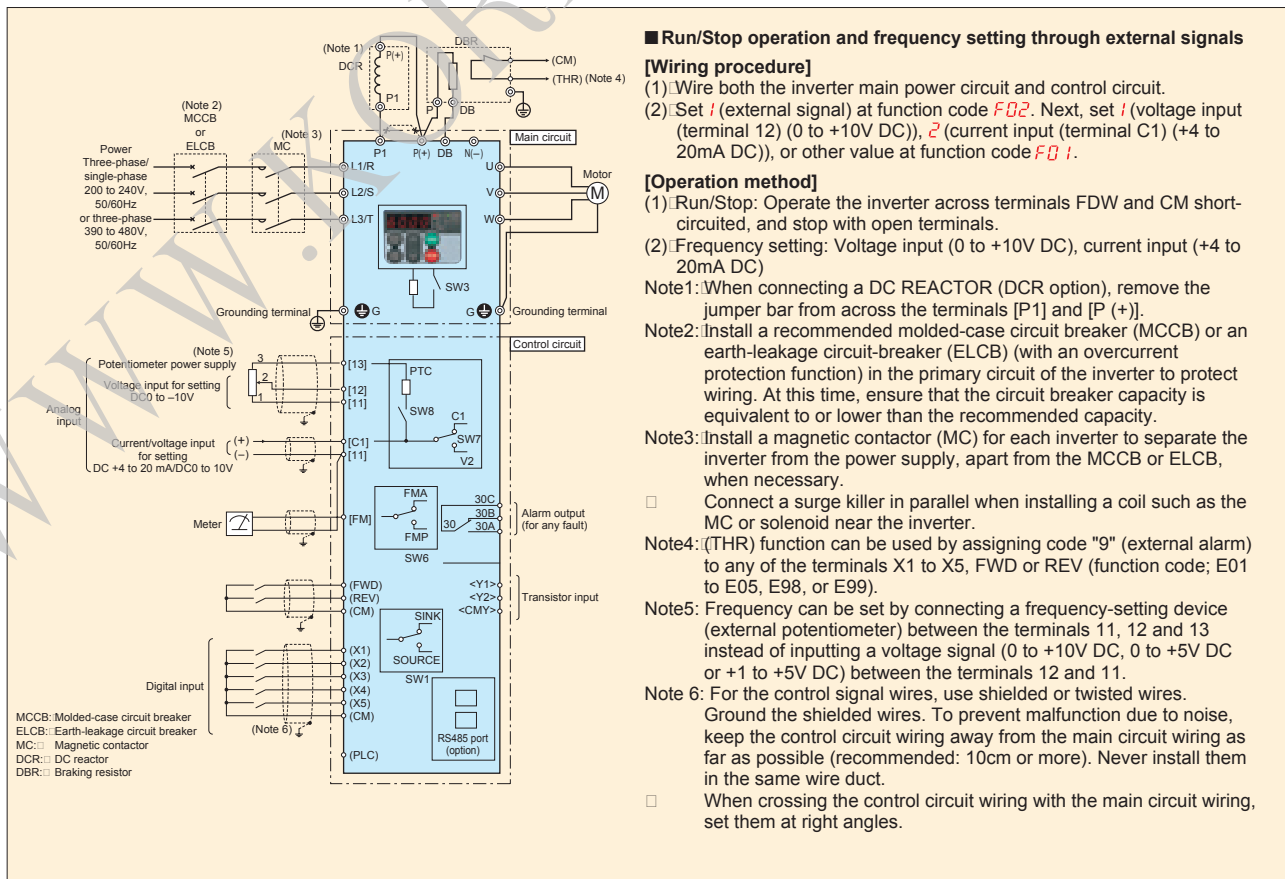 (Note 1)
DCR
P(+)
P1
DBR
(CM)
(THR) (Note 4)
P
DB
(Note 2)
MCCB
or
ELCB
(Note 3)
MC
Main circuit
P1 P(+) DB N(−)
Power
Three-phase/
single-phase
200 to 240V,
50/60Hz
or three-phase
390 to 480V,
50/60Hz
L1/R
L2/S
L3/T
U
V
W
Motor
M
SW3
Grounding terminal
G
G
Grounding terminal
Control circuit
(Note 5)
Potentiometer power supply
Voltage input for setting
DC0 to –10V
Analog
input
3
2
1
[13]
[12]
[11]
PTC
SW8
C1
SW7
V2
Current/voltage input
for setting
DC +4 to 20 mA/DC0 to 10V
(+)
(−)
[C1]
[11]
Meter
[FM]
FMA
FMP
SW6
30C
30B
30
30A
Alarm output
(for any fault)
(FWD)
(REV)
(CM)
<Y1>
<Y2>
<CMY>
Transistor input
SINK
SOURCE
SW1
Digital input
(X1)
(X2)
(X3)
(X4)
(X5)
(CM)
(Note 6)
(PLC)
RS485 port
(option)
MCCB: Molded-case circuit breaker
ELCB: Earth-leakage circuit breaker
MC: Magnetic contactor
DCR: DC reactor
DBR: Braking resistor
■Run/Stop operation and frequency setting through external signals
[Wiring procedure]
(1) Wire both the inverter main power circuit and control circuit.
(2) Set 1 (external signal) at function code F02. Next, set 1 (voltage input
(terminal 12) (0 to +10V DC)), 2 (current input (terminal C1) (+4 to
20mA DC)), or other value at function code F01.
[Operation method]
(1) Run/Stop: Operate the inverter across terminals FDW and CM short-
circuited, and stop with open terminals.
(2) Frequency setting: Voltage input (0 to +10V DC), current input (+4 to
20mA DC)
Note1: When connecting a DC REACTOR (DCR option), remove the
jumper bar from across the terminals [P1] and [P (+)].
Note2: Install a recommended molded-case circuit breaker (MCCB) or an
earth-leakage circuit-breaker (ELCB) (with an overcurrent
protection function) in the primary circuit of the inverter to protect
wiring. At this time, ensure that the circuit breaker capacity is
equivalent to or lower than the recommended capacity.
Note3: Install a magnetic contactor (MC) for each inverter to separate the
inverter from the power supply, apart from the MCCB or ELCB,
when necessary.
Connect a surge killer in parallel when installing a coil such as the
MC or solenoid near the inverter.
Note4: (THR) function can be used by assigning code "9" (external alarm)
to any of the terminals X1 to X5, FWD or REV (function code; E01
to E05, E98, or E99).
Note5: Frequency can be set by connecting a frequency-setting device
(external potentiometer) between the terminals 11, 12 and 13
instead of inputting a voltage signal (0 to +10V DC, 0 to +5V DC
or +1 to +5V DC) between the terminals 12 and 11.
Note 6: For the control signal wires, use shielded or twisted wires.
Ground the shielded wires. To prevent malfunction due to noise,
keep the control circuit wiring away from the main circuit wiring as
far as possible (recommended: 10cm or more). Never install them
in the same wire duct.
When crossing the control circuit wiring with the main circuit wiring,
set them at right angles.